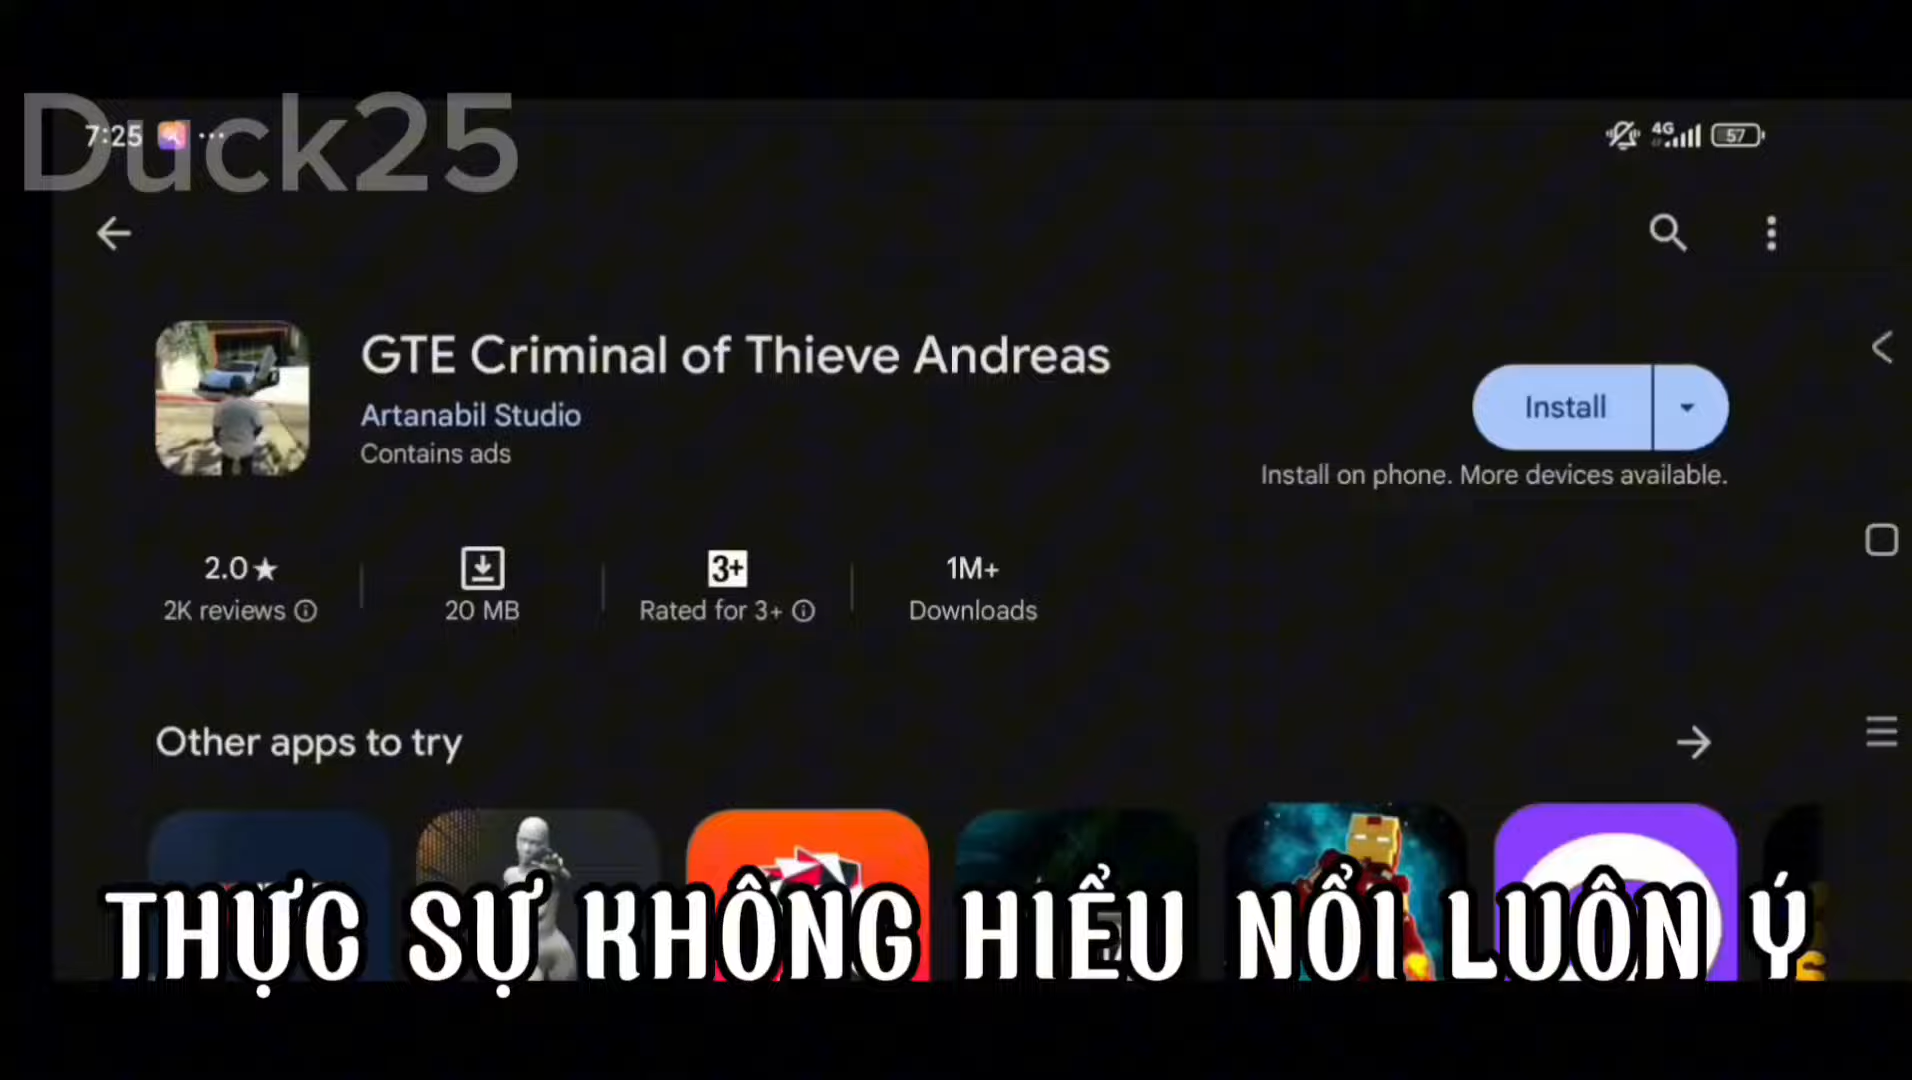 Duck25
7:25
4G
57
GTE Criminal of Thieve Andreas
Artanabil Studio
Contains ads
Install
Install on phone. More devices available.
2.0★
2K reviews
20 MB
3+
Rated for 3+
1M+
Downloads
Other apps to try
THỰC SỰ KHÔNG HIỂU NỔI LUÔN Ý